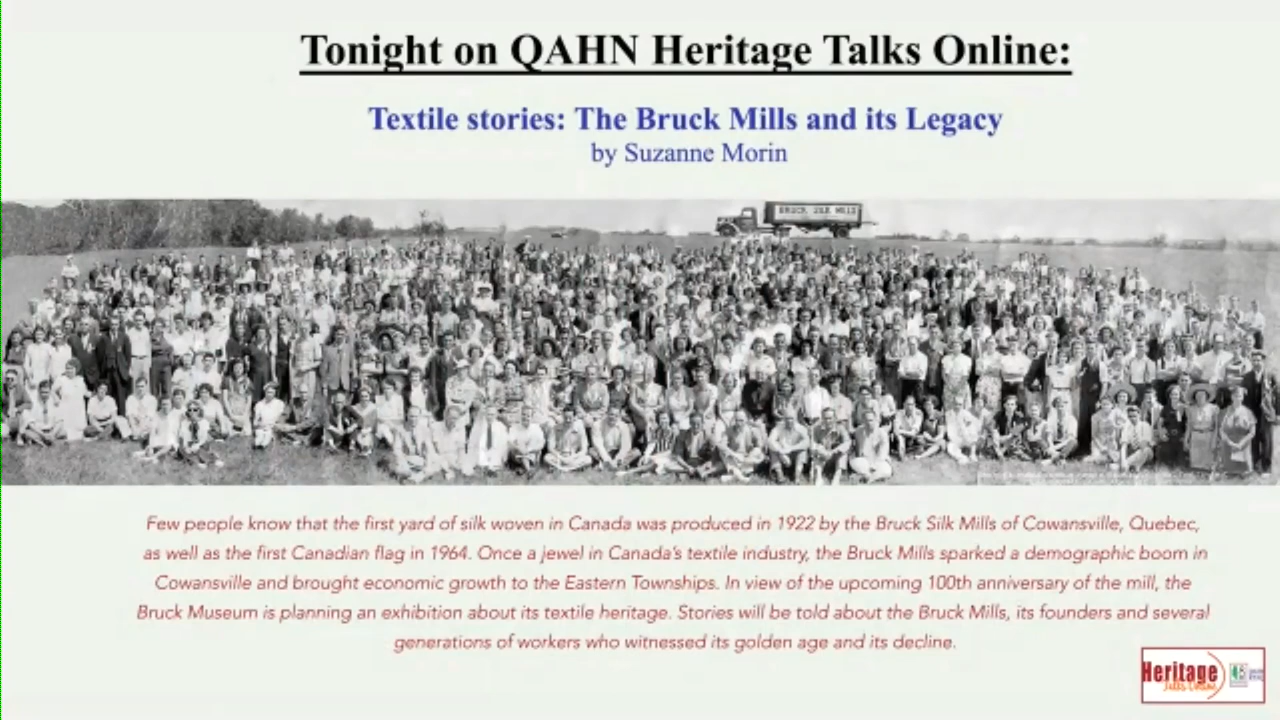 Tonight on QAHN Heritage Talks Online:
Textile stories: The Bruck Mills and its Legacy
by Suzanne Morin
BRUCK SILK MILLS
Few people know that the first yard of silk woven in Canada was produced in 1922 by the Bruck Silk Mills of Cowansville, Quebec,
as well as the first Canadian flag in 1964. Once a jewel in Canada's textile industry, the Bruck Mills sparked a demographic boom in
Cowansville and brought economic growth to the Eastern Townships. In view of the upcoming 100th anniversary of the mill, the
Bruck Museum is planning an exhibition about its textile heritage. Stories will be told about the Bruck Mills, its founders and several
generations of workers who witnessed its golden age and its decline.
Heritage
Talks Online